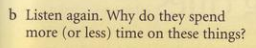 b Listen again. Why do they spend
more (or less) time on these things?